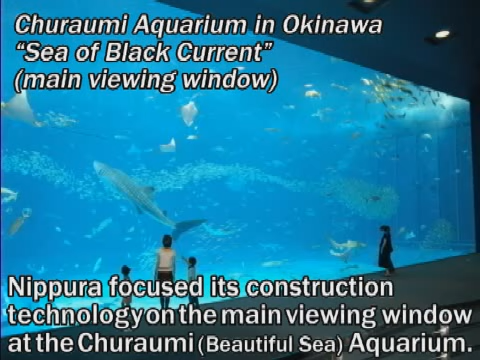 Churaumi Aquarium in Okinawa
“Sea of Black Current”
(main viewing window)
Nippura focused its construction
technology on the main viewing window
at the Churaumi (Beautiful Sea) Aquarium.